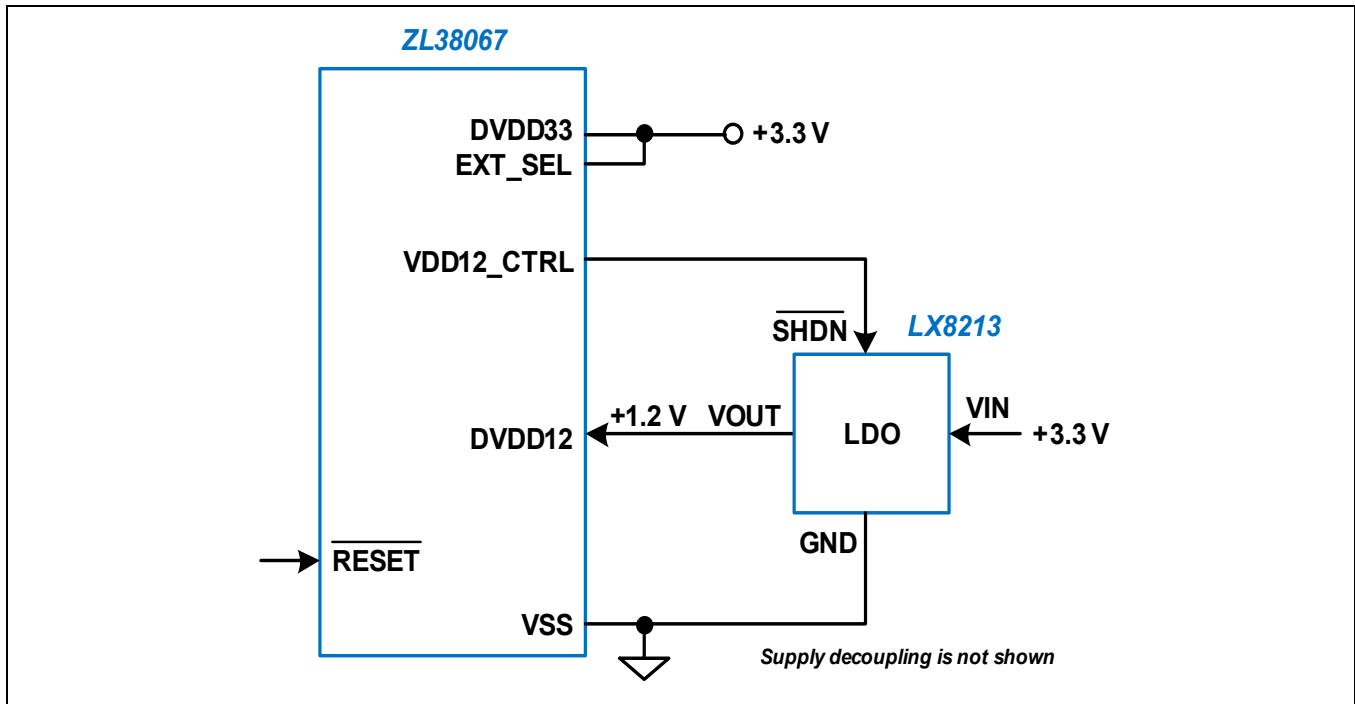 ZL38067
DVDD33
+3.3 V
EXT_SEL
VDD12_CTRL
SHDN
LX8213
+1.2 V VOUT
VIN
DVDD12
LDO
+3.3 V
GND
RESET
VSS
Supply decoupling is not shown